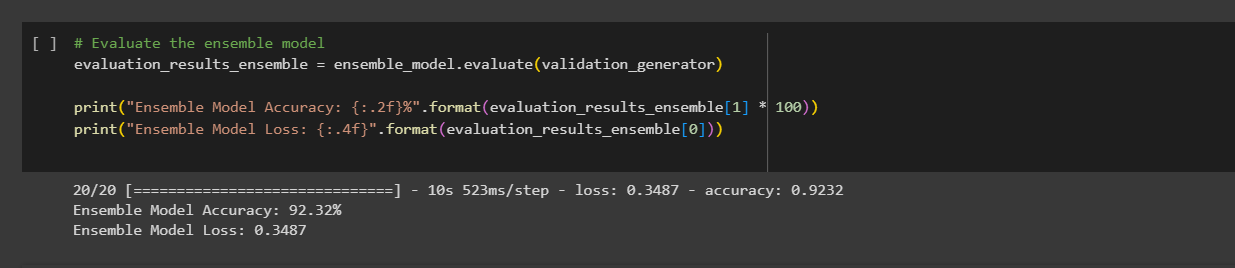 [ ] # Evaluate the ensemble model
evaluation_results_ensemble = ensemble_model.evaluate(validation_generator)
print("Ensemble Model Accuracy: {:.2f}%".format(evaluation_results_ensemble[1] * 100))
print("Ensemble Model Loss: {:.4f}".format(evaluation_results_ensemble[0]))
20/20 [==============================] - 10s 523ms/step - loss: 0.3487 - accuracy: 0.9232
Ensemble Model Accuracy: 92.32%
Ensemble Model Loss: 0.3487